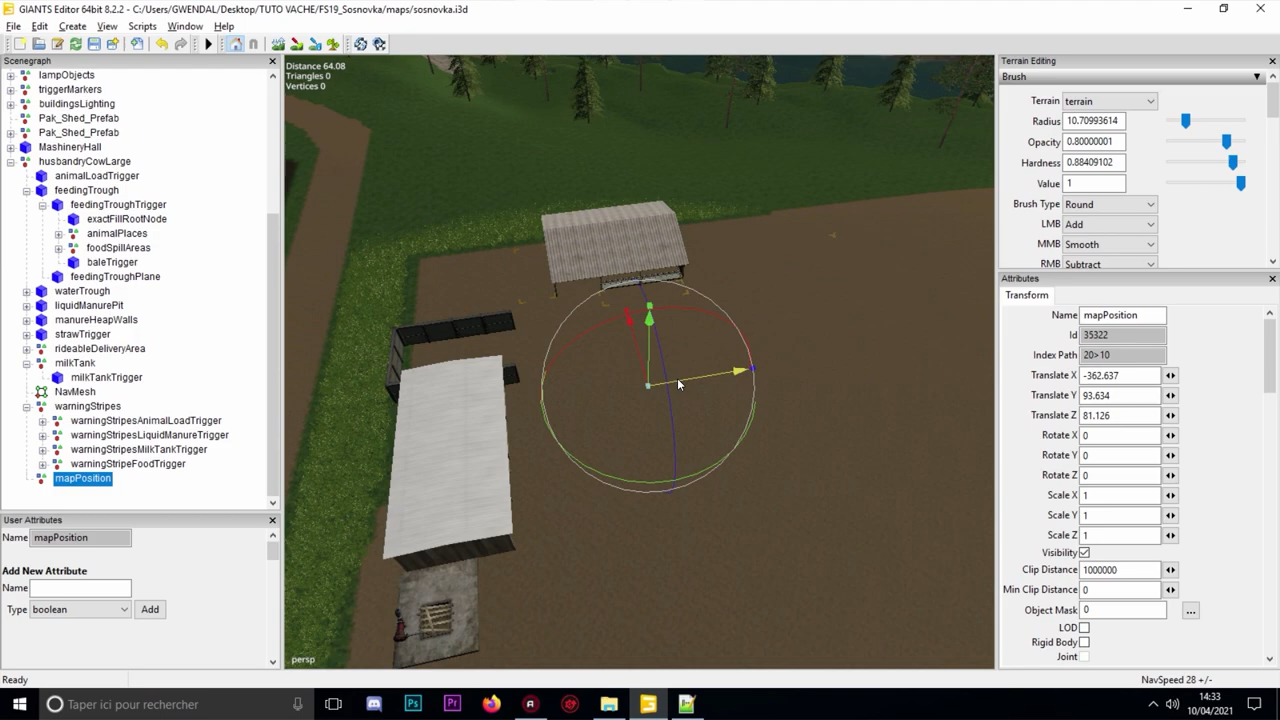 GIANTS Editor 64bit 8.2.2 - C:/Users/GWENDAL/Desktop/TUTO VACHE/FS19_Sosnovka/maps/sosnovka.i3d
File Edit Create View Scripts Window Help
Scenegraph
lampObjects
triggerMarkers
buildingsLighting
Pak_Shed_Prefab
Pak_Shed_Prefab
MachineryHall
husbandryCowLarge
animalLoadTrigger
feedingTrough
feedingTroughTrigger
exactFillRootNode
animalPlaces
foodSpillAreas
baleTrigger
feedingTroughPlane
waterTrough
liquidManurePit
manureHeapWalls
strawTrigger
rideableDeliveryArea
milkTank
milkTankTrigger
NavMesh
warningStripes
warningStripesAnimalLoadTrigger
warningStripesLiquidManureTrigger
warningStripesMilkTankTrigger
warningStripeFoodTrigger
mapPosition
User Attributes
Name mapPosition
Add New Attribute
Name
Type boolean Add
Distance 64.08
Triangles 0
Vertices 0
persp
Terrain Editing
Brush
Terrain terrain
Radius 10.70993614
Opacity 0.80000001
Hardness 0.88409102
Value 1
Brush Type Round
LMB Add
MMB Smooth
RMB Subtract
Attributes
Transform
Name mapPosition
Id 35322
Index Path 20>10
Translate X -362.637
Translate Y 93.634
Translate Z 81.126
Rotate X 0
Rotate Y 0
Rotate Z 0
Scale X 1
Scale Y 1
Scale Z 1
Visibility
Clip Distance 1000000
Min Clip Distance 0
Object Mask 0 ...
LOD
Rigid Body
Joint
Ready
NavSpeed 28 +/-
Taper ici pour rechercher
Ps
Pr
14:33
10/04/2021